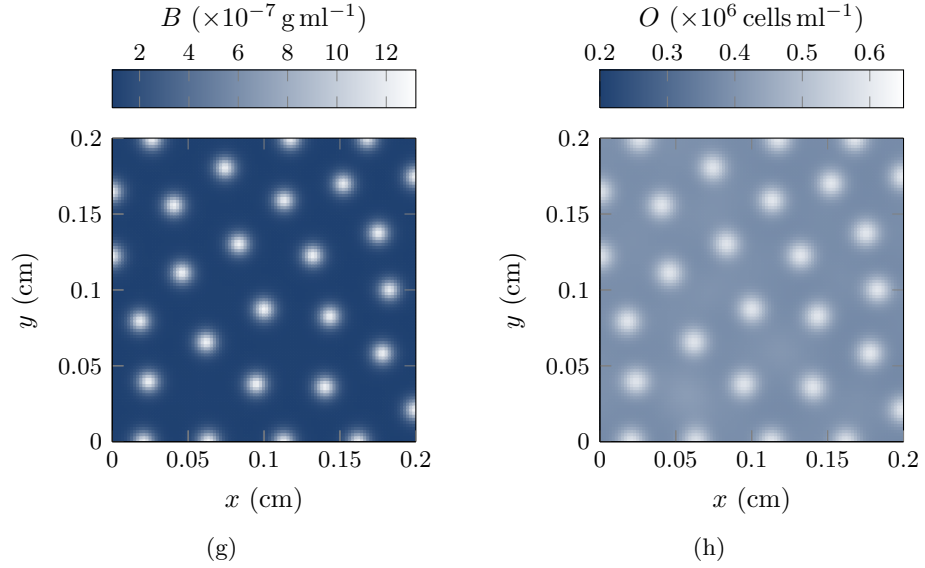 B (×10⁻⁷ g ml⁻¹)
2 4 6 8 10 12
0.2
0.15
0.1
0.05
0
y (cm)
0 0.05 0.1 0.15 0.2
x (cm)
(g)
O (×10⁶ cells ml⁻¹)
0.2 0.3 0.4 0.5 0.6
0.2
0.15
0.1
0.05
0
y (cm)
0 0.05 0.1 0.15 0.2
x (cm)
(h)